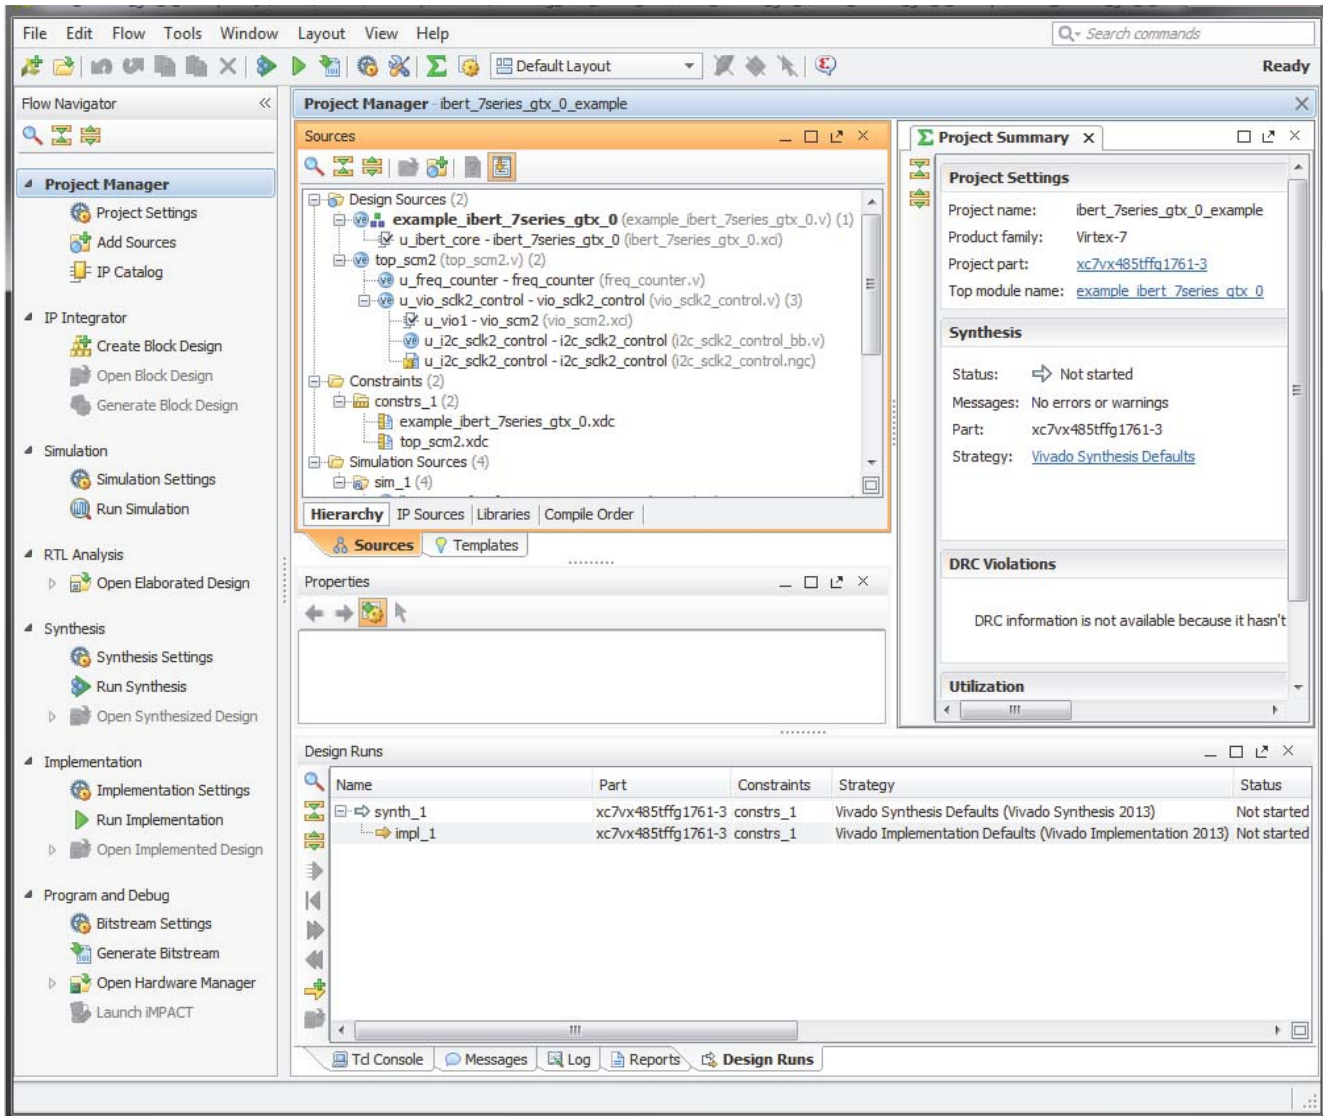 File Edit Flow Tools Window Layout View Help
Search commands
Default Layout
Ready
Flow Navigator
Project Manager
Project Settings
Add Sources
IP Catalog
IP Integrator
Create Block Design
Open Block Design
Generate Block Design
Simulation
Simulation Settings
Run Simulation
RTL Analysis
Open Elaborated Design
Synthesis
Synthesis Settings
Run Synthesis
Open Synthesized Design
Implementation
Implementation Settings
Run Implementation
Open Implemented Design
Program and Debug
Bitstream Settings
Generate Bitstream
Open Hardware Manager
Launch iMPACT
Project Manager - ibert_7series_gtx_0_example
Sources
Design Sources (2)
example_ibert_7series_gtx_0 (example_ibert_7series_gtx_0.v) (1)
u_ibert_core - ibert_7series_gtx_0 (ibert_7series_gtx_0.xci)
top_scm2 (top_scm2.v) (2)
u_freq_counter - freq_counter (freq_counter.v)
u_vio_sclk2_control - vio_sclk2_control (vio_sclk2_control.v) (3)
u_vio1 - vio_scm2 (vio_scm2.xci)
u_i2c_sclk2_control - i2c_sclk2_control (i2c_sclk2_control_bb.v)
u_i2c_sclk2_control - i2c_sclk2_control (i2c_sclk2_control.ngc)
Constraints (2)
constrs_1 (2)
example_ibert_7series_gtx_0.xdc
top_scm2.xdc
Simulation Sources (4)
sim_1 (4)
Hierarchy IP Sources Libraries Compile Order
Sources Templates
Properties
Project Summary
Project Settings
Project name: ibert_7series_gtx_0_example
Product family: Virtex-7
Project part: xc7vx485tffg1761-3
Top module name: example_ibert_7series_gtx_0
Synthesis
Status: Not started
Messages: No errors or warnings
Part: xc7vx485tffg1761-3
Strategy: Vivado Synthesis Defaults
DRC Violations
DRC information is not available because it hasn't
Utilization
Design Runs
Name Part Constraints Strategy Status
synth_1 xc7vx485tffg1761-3 constrs_1 Vivado Synthesis Defaults (Vivado Synthesis 2013) Not started
impl_1 xc7vx485tffg1761-3 constrs_1 Vivado Implementation Defaults (Vivado Implementation 2013) Not started
Tcl Console Messages Log Reports Design Runs